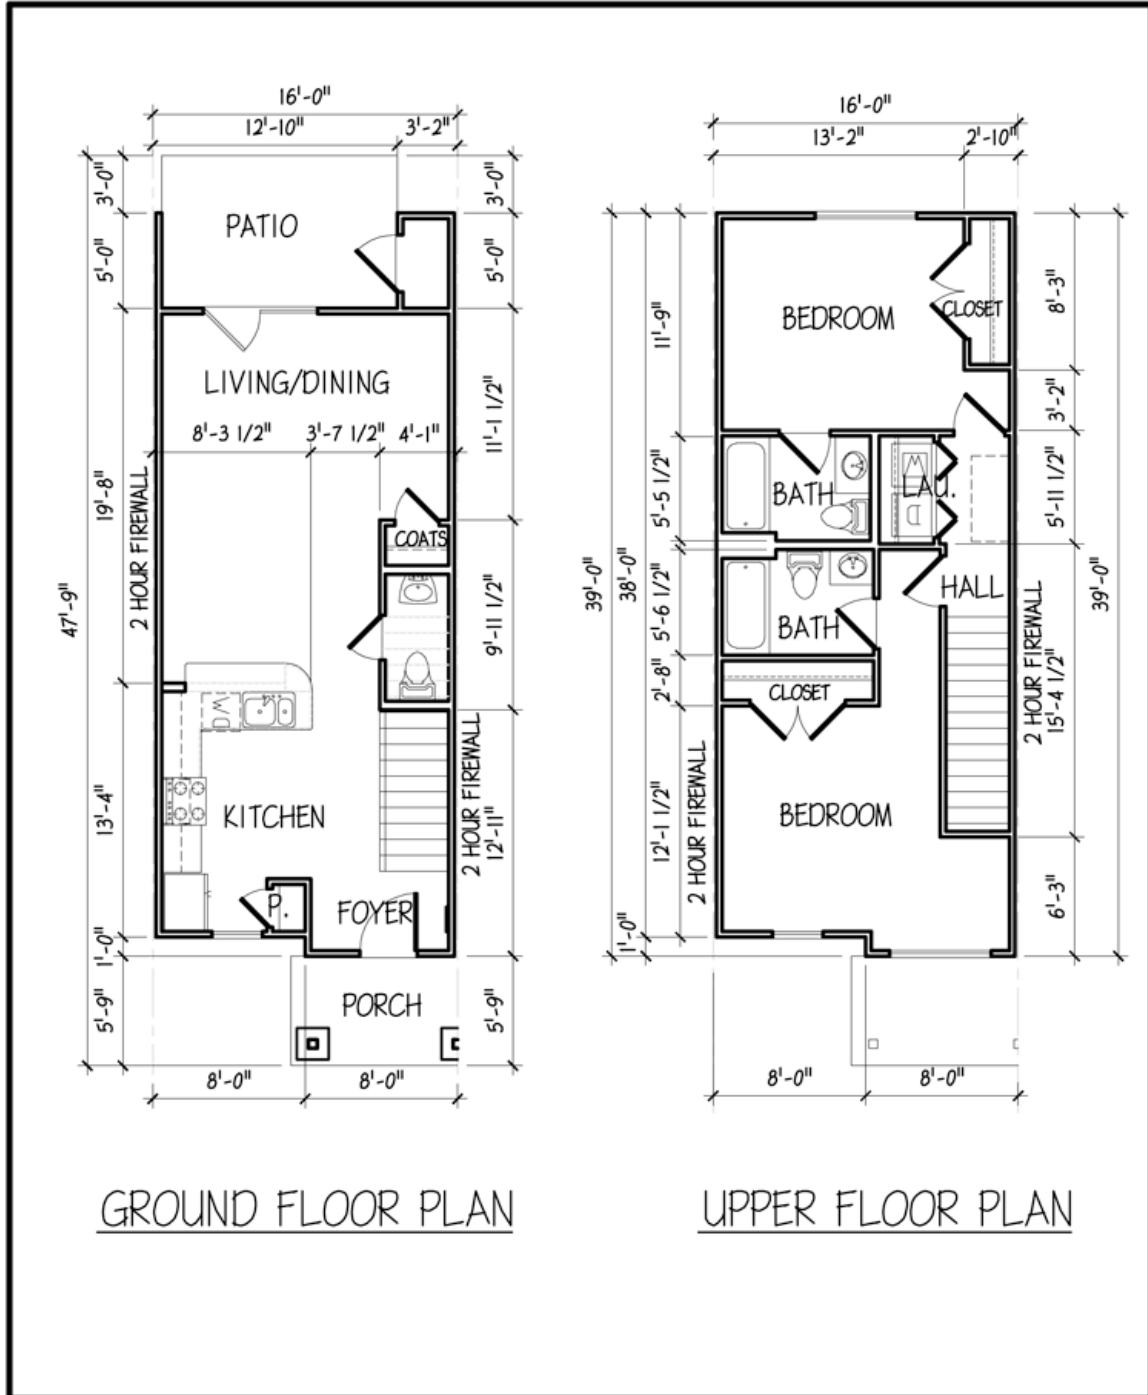 16'-0"
12'-10"
3'-2"
3'-0"
3'-0"
PATIO
5'-0"
5'-0"
LIVING/DINING
8'-3 1/2"
3'-7 1/2"
4'-1"
11'-1 1/2"
19'-8"
2 HOUR FIREWALL
COATS
47'-9"
9'-11 1/2"
W
D
KITCHEN
13'-4"
2 HOUR FIREWALL
12'-11"
P.
FOYER
1'-0"
PORCH
5'-9"
5'-9"
8'-0"
8'-0"
GROUND FLOOR PLAN
16'-0"
13'-2"
2'-10"
BEDROOM
CLOSET
11'-9"
8'-3"
3'-2"
BATH
W
LAU.
D
5'-5 1/2"
5'-11 1/2"
39'-0"
38'-0"
39'-0"
HALL
BATH
5'-6 1/2"
2'-8"
CLOSET
2 HOUR FIREWALL
15'-4 1/2"
BEDROOM
12'-1 1/2"
2 HOUR FIREWALL
6'-3"
1'-0"
8'-0"
8'-0"
UPPER FLOOR PLAN